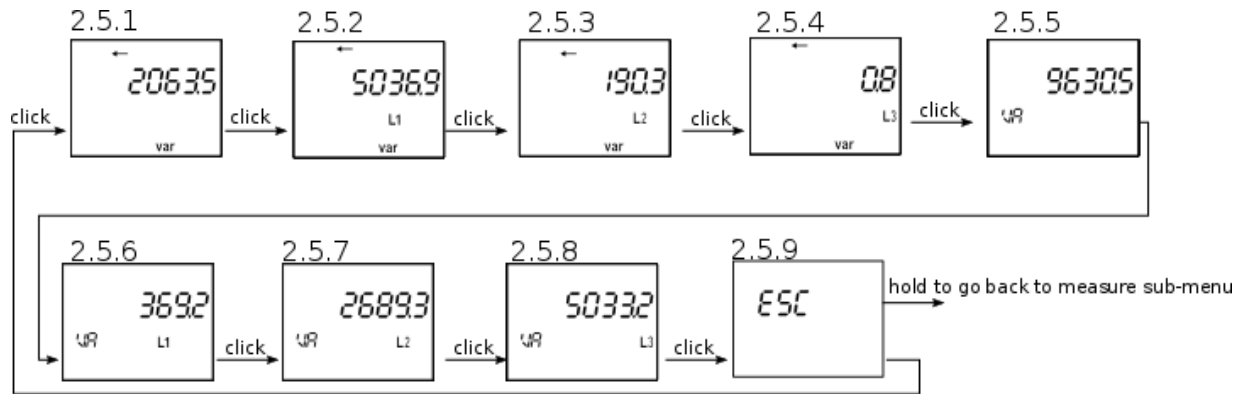 2.5.1
2063.5
var
click
2.5.2
5036.9
L1
var
click
2.5.3
190.3
L2
var
click
2.5.4
0.8
L3
var
click
2.5.5
9630.5
VA
click
2.5.6
369.2
VA L1
click
2.5.7
2689.3
VA L2
click
2.5.8
5033.2
VA L3
click
2.5.9
ESC
hold to go back to measure sub-menu